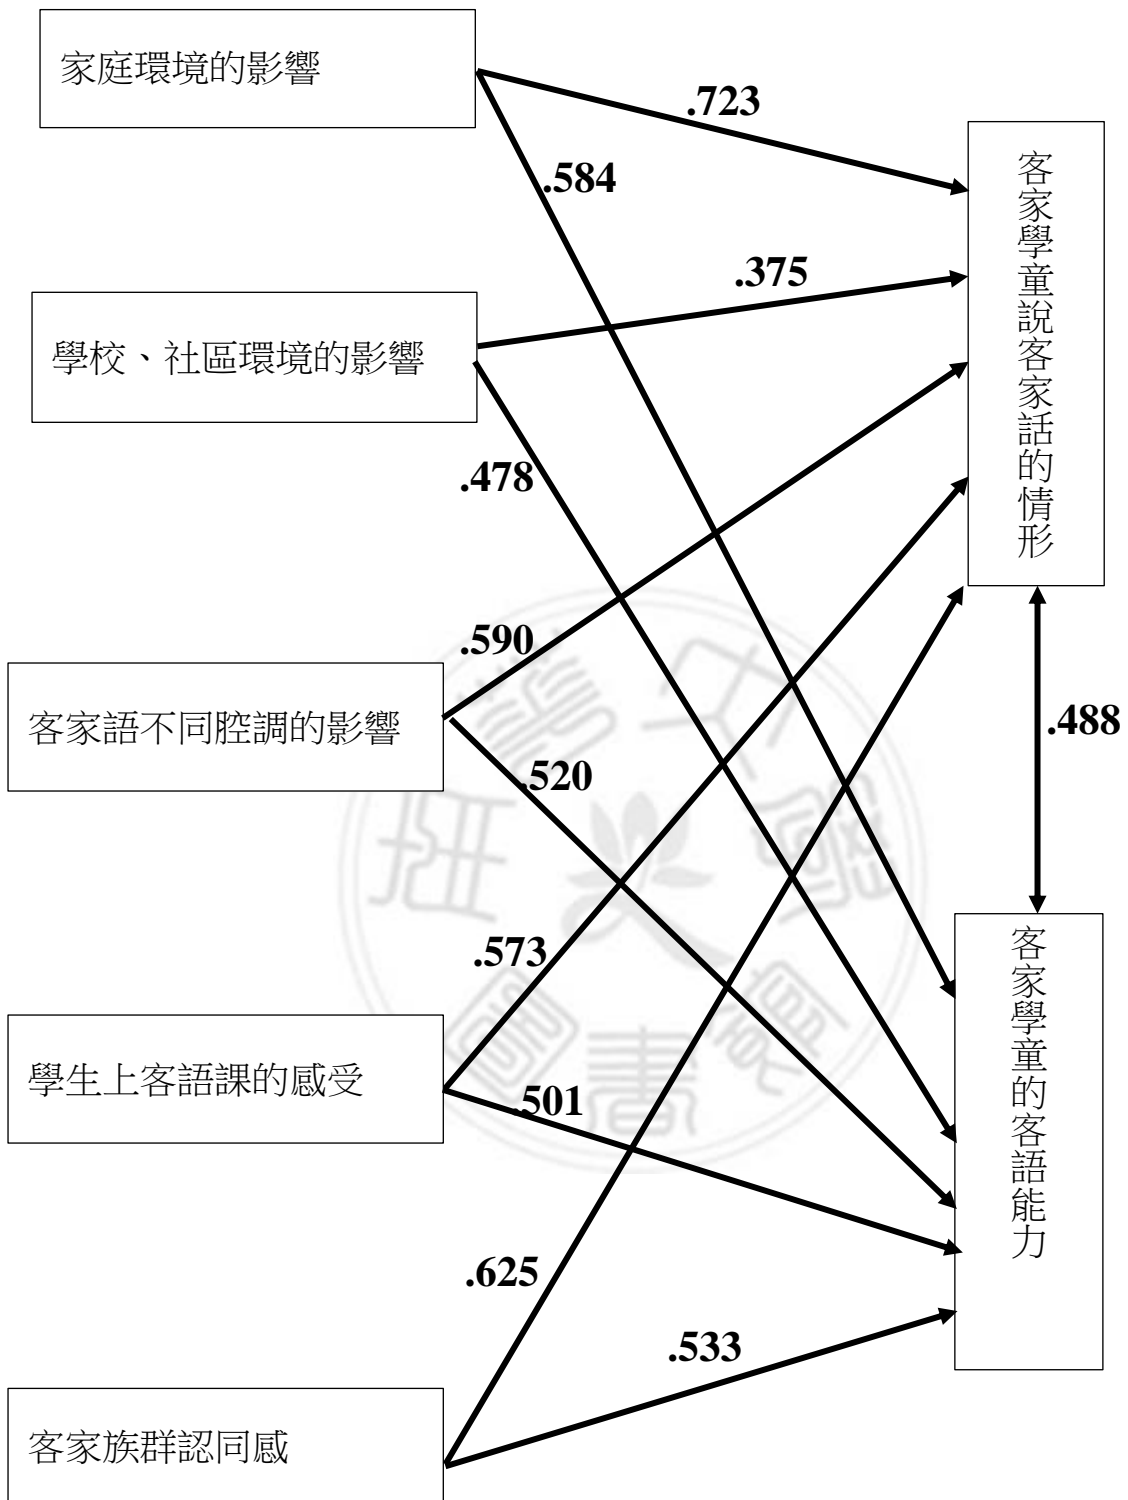 家庭環境的影響
.723
.584
客家學童說客家話的情形
.375
學校、社區環境的影響
.478
.590
客家語不同腔調的影響
.520
.488
.573
客家學童的客語能力
學生上客語課的感受
.501
.625
.533
客家族群認同感